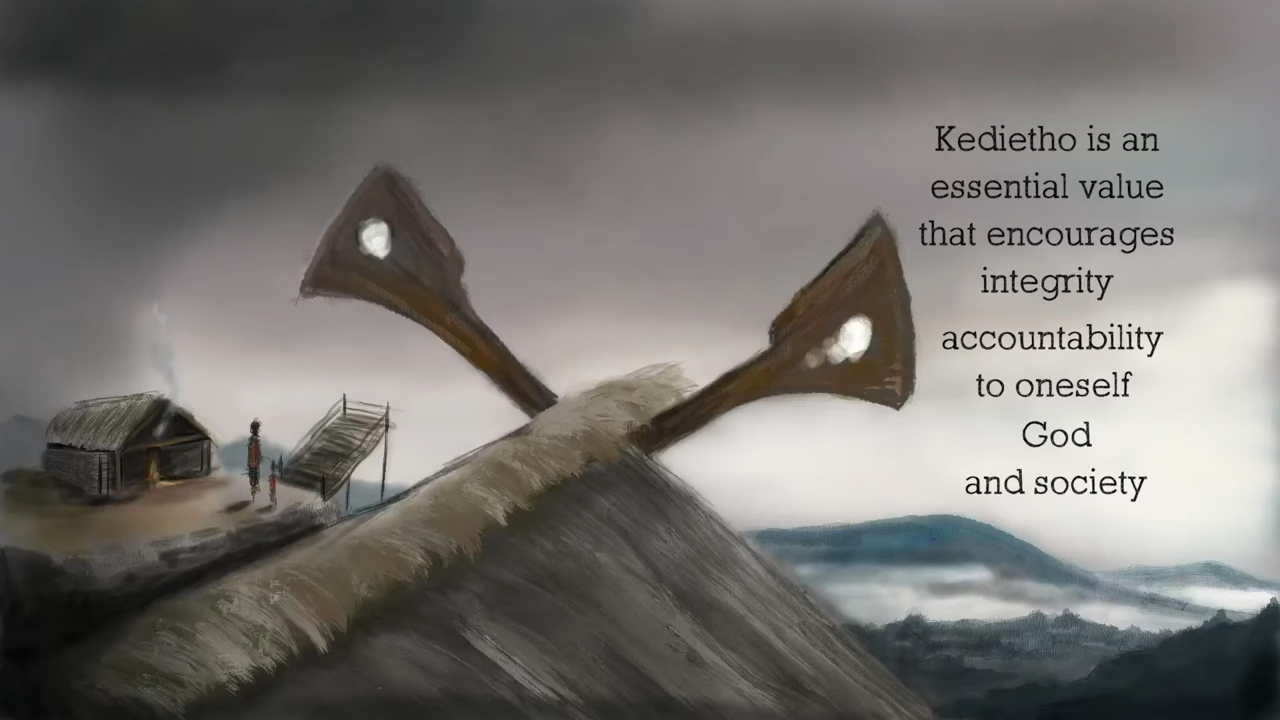 Kedietho is an
essential value
that encourages
integrity
accountability
to oneself
God
and society